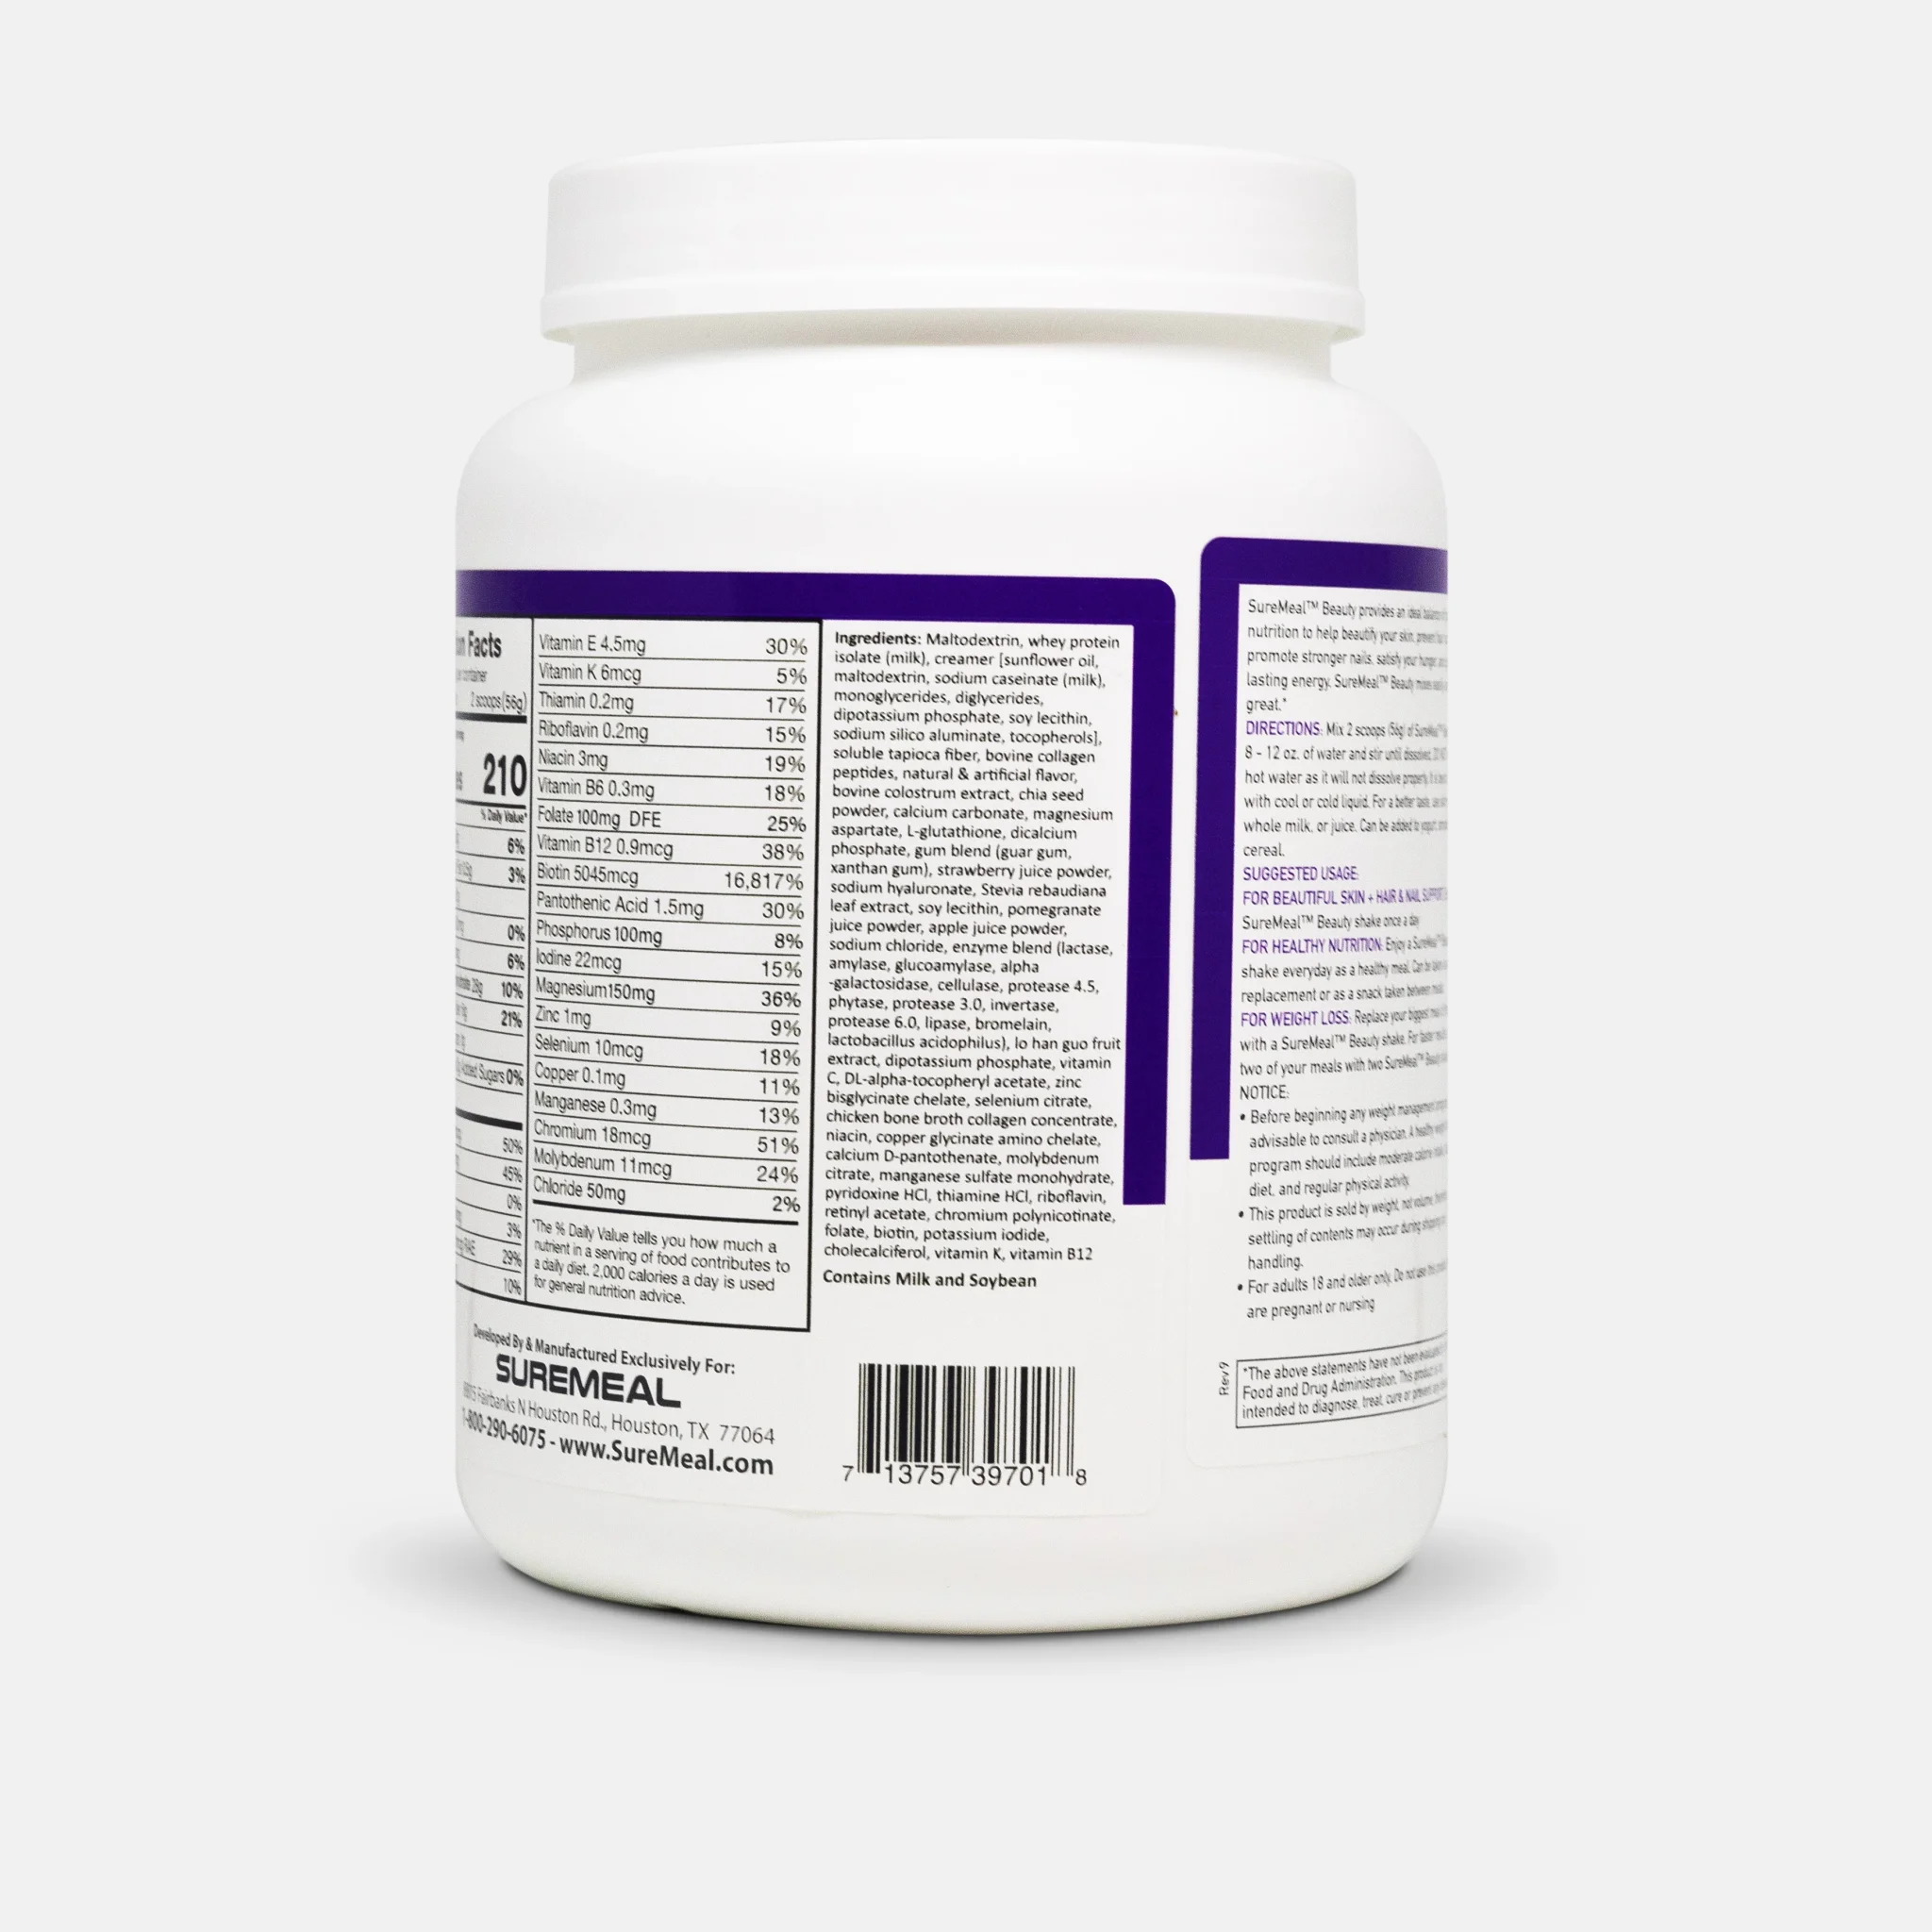 Facts
2 scoops(56g)
210
% Daily Value*
6%
3%
0%
6%
10%
21%
Added Sugars 0%
50%
45%
0%
3%
29%
10%
Vitamin E 4.5mg 30%
Vitamin K 6mcg 5%
Thiamin 0.2mg 17%
Riboflavin 0.2mg 15%
Niacin 3mg 19%
Vitamin B6 0.3mg 18%
Folate 100mg DFE 25%
Vitamin B12 0.9mcg 38%
Biotin 5045mcg 16,817%
Pantothenic Acid 1.5mg 30%
Phosphorus 100mg 8%
Iodine 22mcg 15%
Magnesium150mg 36%
Zinc 1mg 9%
Selenium 10mcg 18%
Copper 0.1mg 11%
Manganese 0.3mg 13%
Chromium 18mcg 51%
Molybdenum 11mcg 24%
Chloride 50mg 2%
*The % Daily Value tells you how much a
nutrient in a serving of food contributes to
a daily diet. 2,000 calories a day is used
for general nutrition advice.
Developed By & Manufactured Exclusively For:
SUREMEAL
Fairbanks N Houston Rd., Houston, TX 77064
1-800-290-6075 - www.SureMeal.com
Ingredients: Maltodextrin, whey protein
isolate (milk), creamer [sunflower oil,
maltodextrin, sodium caseinate (milk),
monoglycerides, diglycerides,
dipotassium phosphate, soy lecithin,
sodium silico aluminate, tocopherols],
soluble tapioca fiber, bovine collagen
peptides, natural & artificial flavor,
bovine colostrum extract, chia seed
powder, calcium carbonate, magnesium
aspartate, L-glutathione, dicalcium
phosphate, gum blend (guar gum,
xanthan gum), strawberry juice powder,
sodium hyaluronate, Stevia rebaudiana
leaf extract, soy lecithin, pomegranate
juice powder, apple juice powder,
sodium chloride, enzyme blend (lactase,
amylase, glucoamylase, alpha
-galactosidase, cellulase, protease 4.5,
phytase, protease 3.0, invertase,
protease 6.0, lipase, bromelain,
lactobacillus acidophilus), lo han guo fruit
extract, dipotassium phosphate, vitamin
C, DL-alpha-tocopheryl acetate, zinc
bisglycinate chelate, selenium citrate,
chicken bone broth collagen concentrate,
niacin, copper glycinate amino chelate,
calcium D-pantothenate, molybdenum
citrate, manganese sulfate monohydrate,
pyridoxine HCl, thiamine HCl, riboflavin,
retinyl acetate, chromium polynicotinate,
folate, biotin, potassium iodide,
cholecalciferol, vitamin K, vitamin B12
Contains Milk and Soybean
7 13757 39701 8
SureMeal™ Beauty provides an ideal
nutrition to help beautify your skin, prevent
promote stronger nails, satisfy your hunger,
lasting energy. SureMeal™ Beauty mixes
great.*
DIRECTIONS: Mix 2 scoops (56g) of
8 - 12 oz. of water and stir until dissolved.
hot water as it will not dissolve properly.
with cool or cold liquid. For a better taste, use
whole milk, or juice. Can be added to yogurt,
cereal.
SUGGESTED USAGE:
FOR BEAUTIFUL SKIN + HAIR & NAIL SUPPORT
SureMeal™ Beauty shake once a day
FOR HEALTHY NUTRITION: Enjoy a
shake everyday as a healthy meal. Can be
replacement or as a snack taken between
FOR WEIGHT LOSS: Replace your biggest
with a SureMeal™ Beauty shake. For faster
two of your meals with two SureMeal™
NOTICE:
• Before beginning any weight management
advisable to consult a physician. A healthy
program should include moderate calorie
diet, and regular physical activity.
• This product is sold by weight, not volume,
settling of contents may occur during
handling.
• For adults 18 and older only. Do not use
are pregnant or nursing
Rev9
*The above statements have not been
Food and Drug Administration. This product is
intended to diagnose, treat, cure or prevent